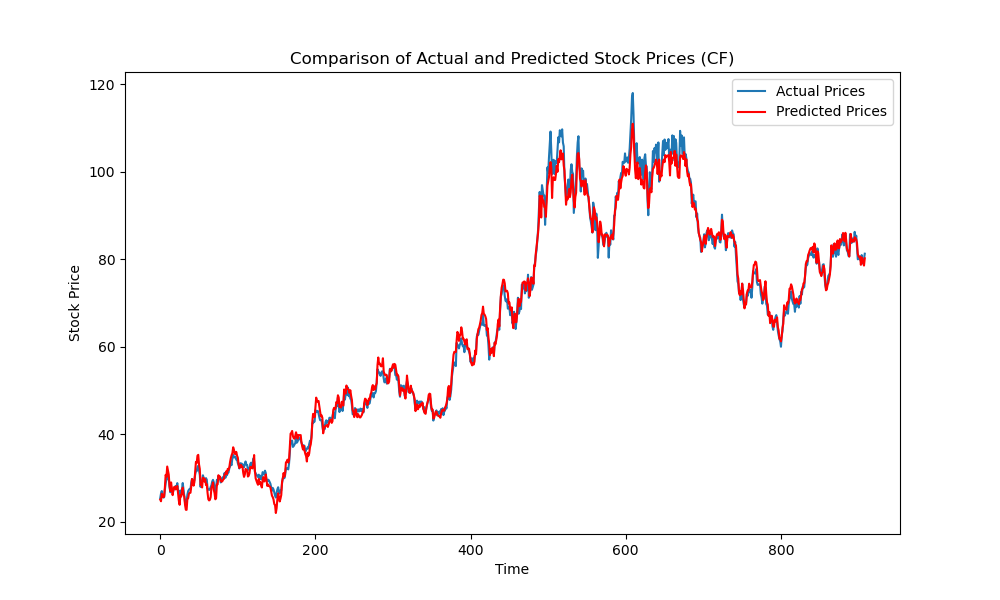 Comparison of Actual and Predicted Stock Prices (CF)
Actual Prices
Predicted Prices
120
100
80
60
40
20
Stock Price
0
200
400
600
800
Time